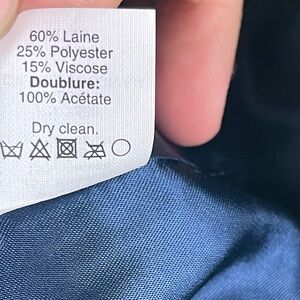 60% Laine
25% Polyester
15% Viscose
Doublure:
100% Acétate
Dry clean.